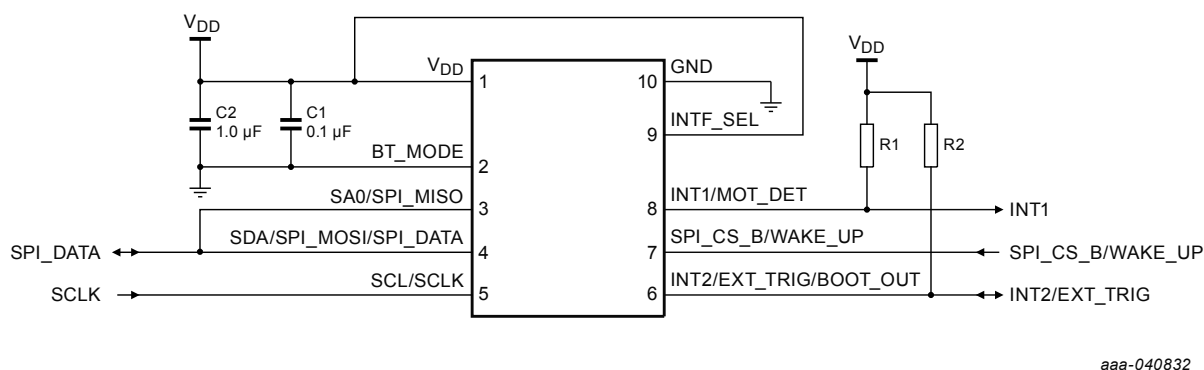 VDD
VDD
VDD
1
10
GND
C2
1.0 µF
C1
0.1 µF
INTF_SEL
9
R1
R2
BT_MODE
2
SA0/SPI_MISO
3
8
INT1/MOT_DET
INT1
SPI_DATA
SDA/SPI_MOSI/SPI_DATA
4
7
SPI_CS_B/WAKE_UP
SPI_CS_B/WAKE_UP
SCLK
SCL/SCLK
5
6
INT2/EXT_TRIG/BOOT_OUT
INT2/EXT_TRIG
aaa-040832